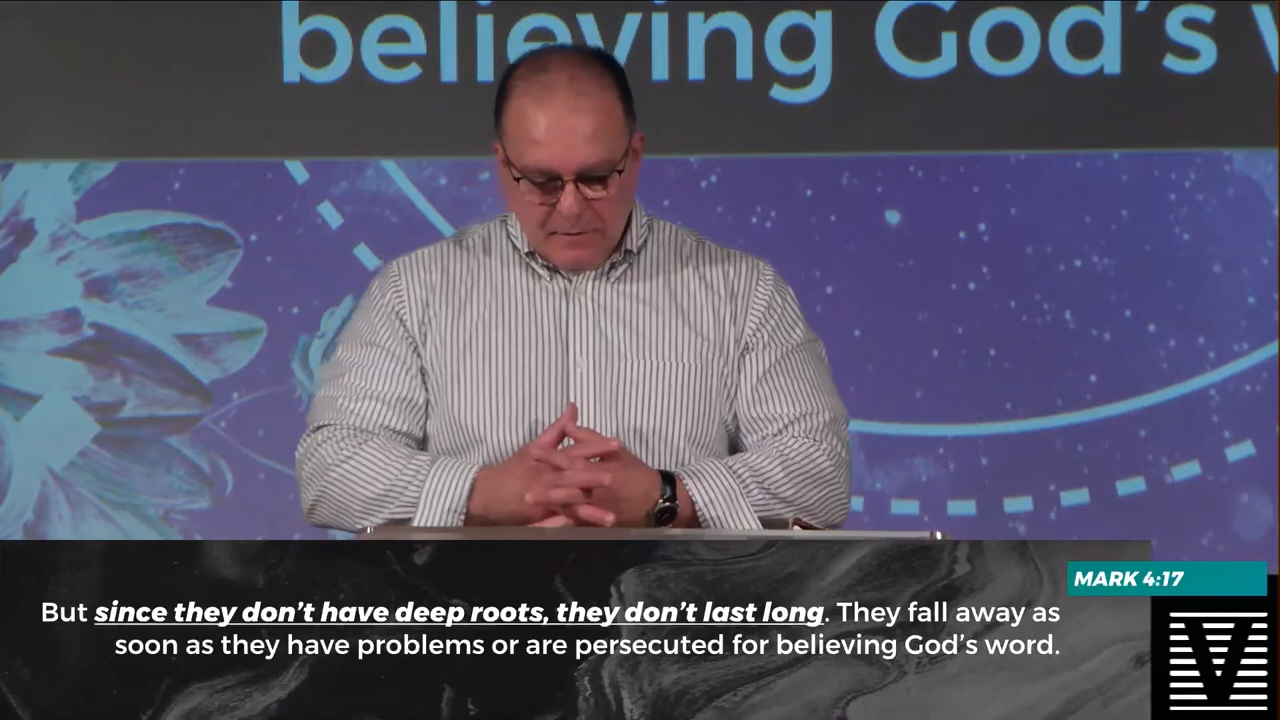 believing God's
MARK 4:17
But since they don't have deep roots, they don't last long. They fall away as
soon as they have problems or are persecuted for believing God's word.
V